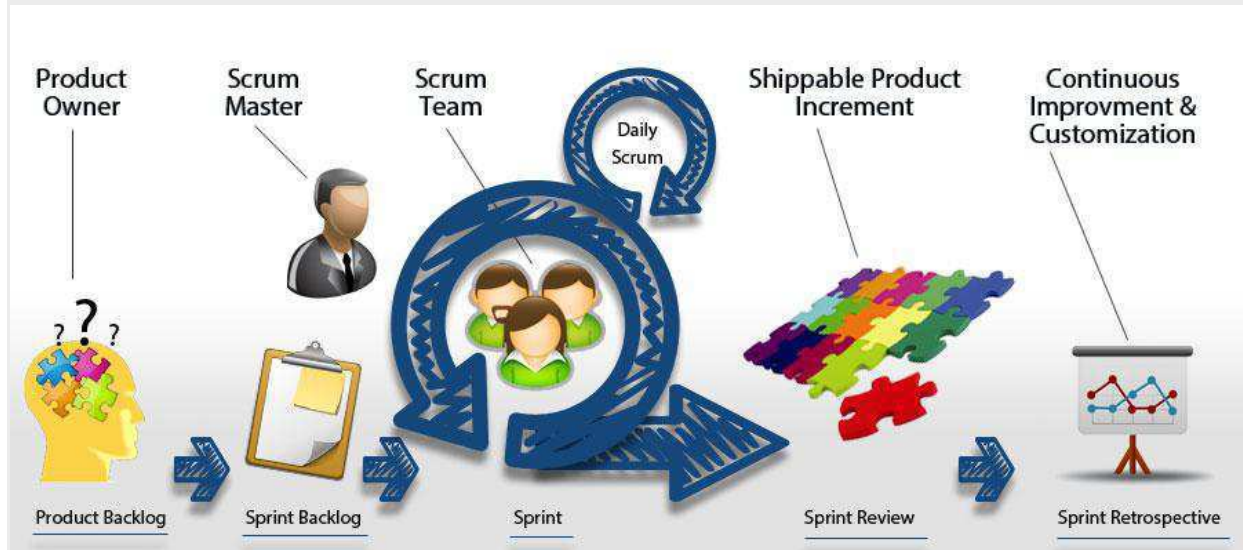 Product
Owner
Scrum
Master
Scrum
Team
Daily
Scrum
Shippable Product
Increment
Continuous
Improvment &
Customization
?
?
?
Product Backlog
Sprint Backlog
Sprint
Sprint Review
Sprint Retrospective